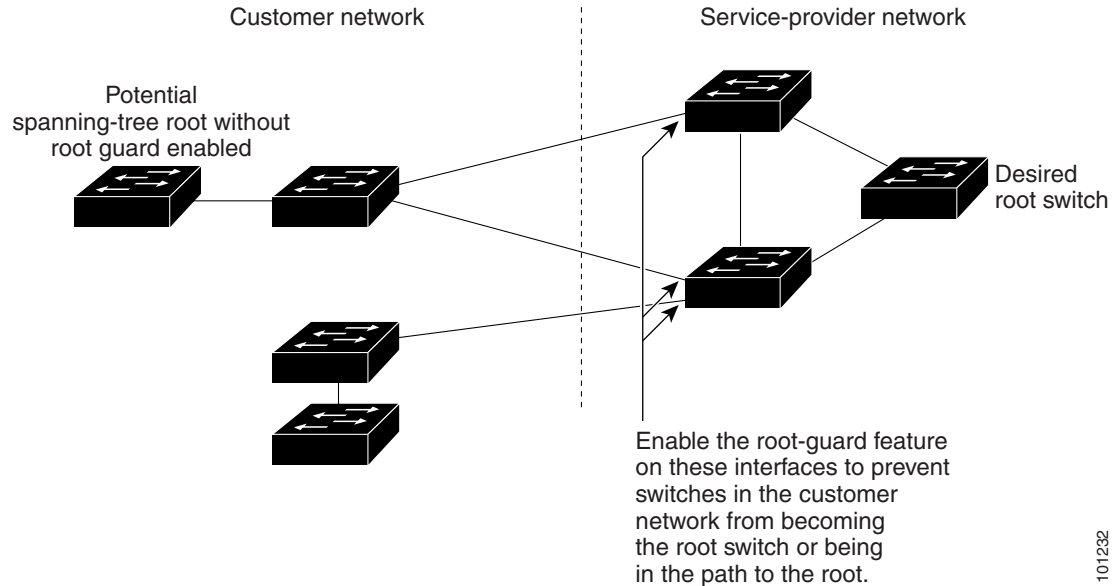 Customer network
Service-provider network
Potential
spanning-tree root without
root guard enabled
Desired
root switch
Enable the root-guard feature
on these interfaces to prevent
switches in the customer
network from becoming
the root switch or being
in the path to the root.
101232